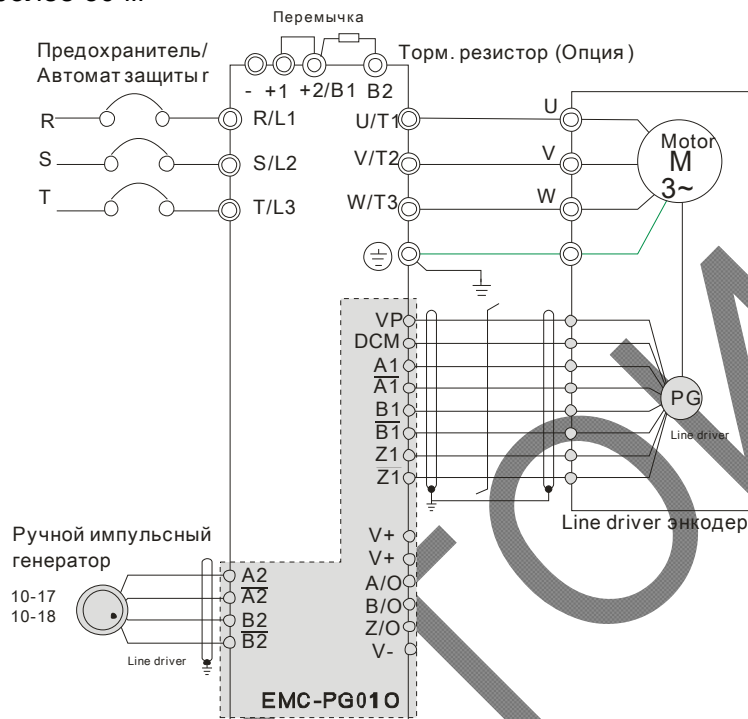 Перемычка
Предохранитель/
Автомат защиты r
Торм. резистор (Опция)
- +1 +2/B1 B2
R R/L1 U/T1 U
S S/L2 V/T2 V
T T/L3 W/T3 W
Motor
M
3~
VP
DCM
A1
A1
B1
B1
Z1
Z1
PG
Line driver
Line driver энкодер
V+
V+
A/O
B/O
Z/O
V-
Ручной импульсный
генератор
10-17
10-18
Line driver
A2
A2
B2
B2
EMC-PG01O